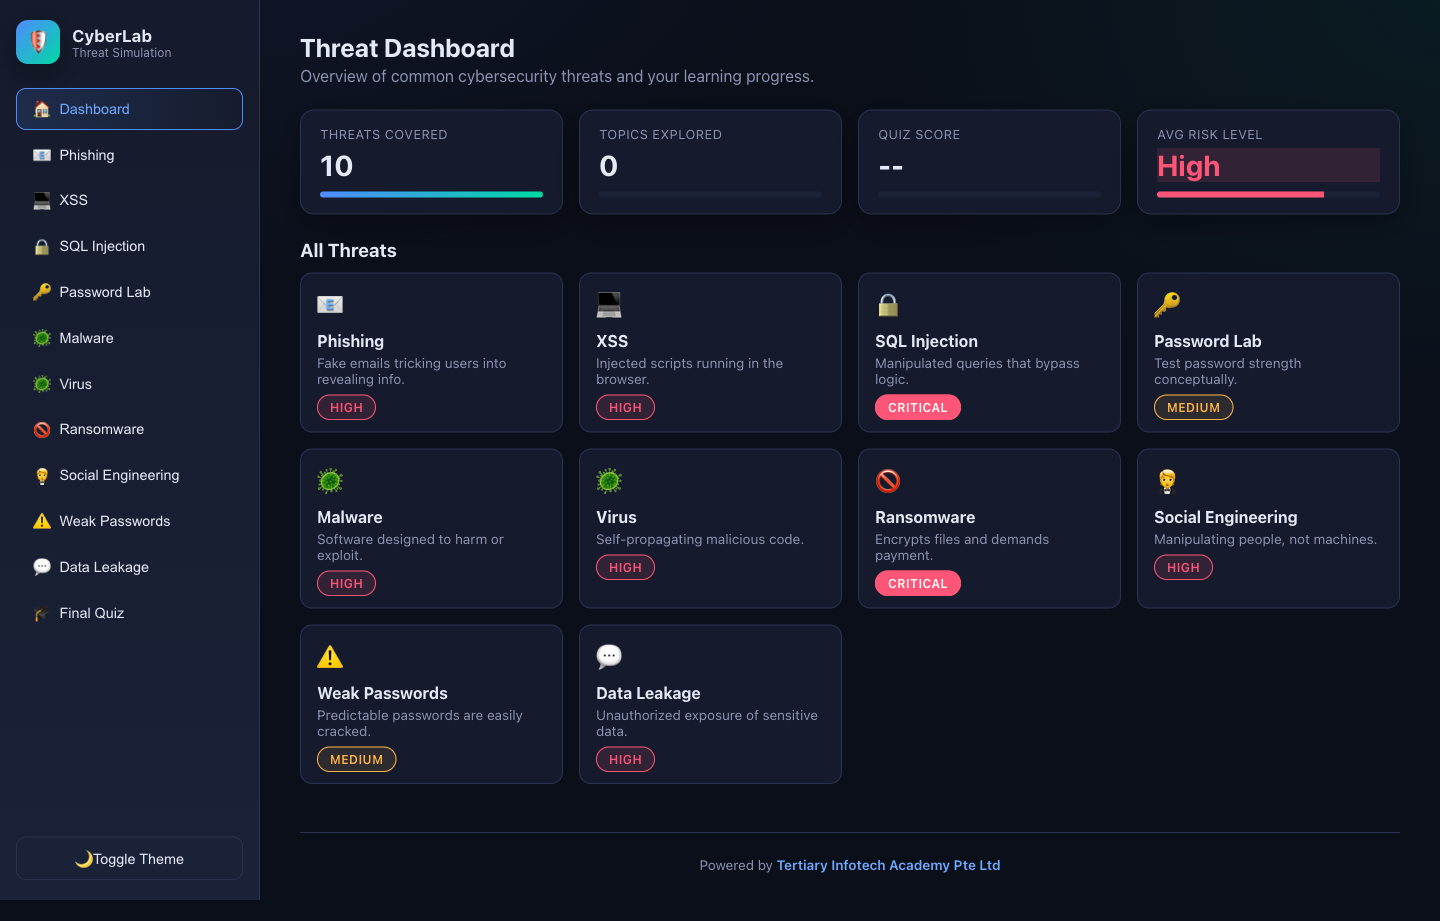 CyberLab
Threat Simulation
Dashboard
Phishing
XSS
SQL Injection
Password Lab
Malware
Virus
Ransomware
Social Engineering
Weak Passwords
Data Leakage
Final Quiz
Toggle Theme
Threat Dashboard
Overview of common cybersecurity threats and your learning progress.
THREATS COVERED
10
TOPICS EXPLORED
0
QUIZ SCORE
--
AVG RISK LEVEL
High
All Threats
Phishing
Fake emails tricking users into
revealing info.
HIGH
XSS
Injected scripts running in the
browser.
HIGH
SQL Injection
Manipulated queries that bypass
logic.
CRITICAL
Password Lab
Test password strength
conceptually.
MEDIUM
Malware
Software designed to harm or
exploit.
HIGH
Virus
Self-propagating malicious code.
HIGH
Ransomware
Encrypts files and demands
payment.
CRITICAL
Social Engineering
Manipulating people, not machines.
HIGH
Weak Passwords
Predictable passwords are easily
cracked.
MEDIUM
Data Leakage
Unauthorized exposure of sensitive
data.
HIGH
Powered by Tertiary Infotech Academy Pte Ltd